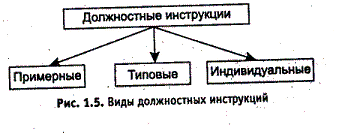 Должностные инструкции
Примерные Типовые Индивидуальные
Рис. 1.5. Виды должностных инструкций